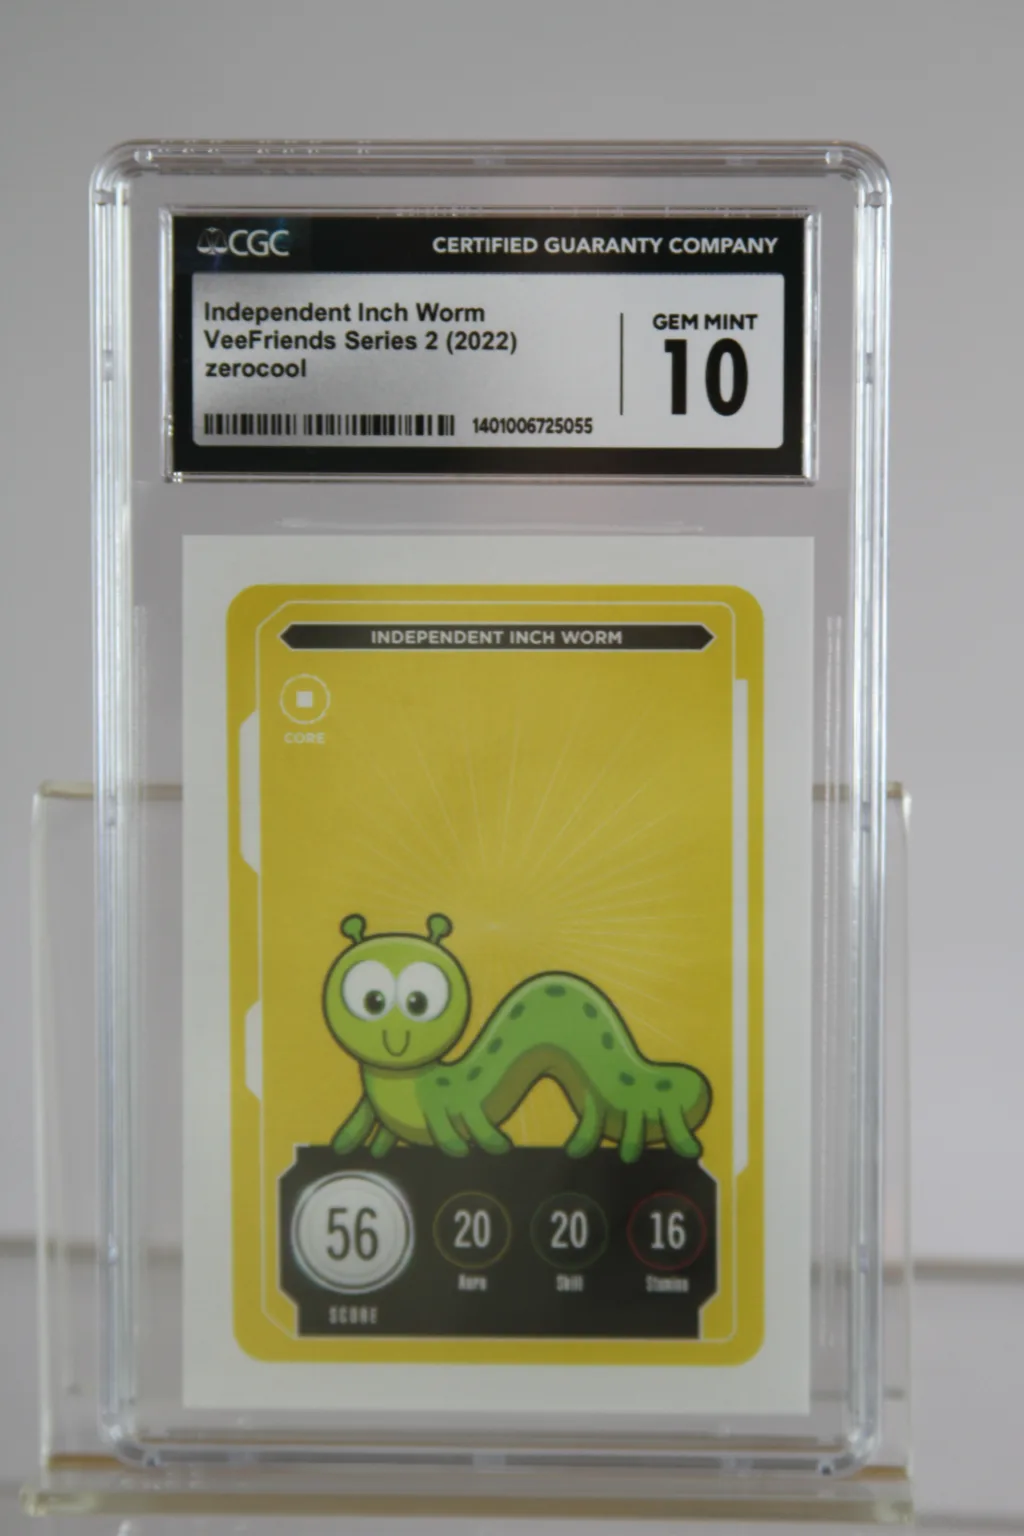 CGC
CERTIFIED GUARANTY COMPANY
Independent Inch Worm
VeeFriends Series 2 (2022)
zerocool
1401006725055
GEM MINT
10
INDEPENDENT INCH WORM
CORE
56
SCORE
20
Aura
20
Skill
16
Stamina